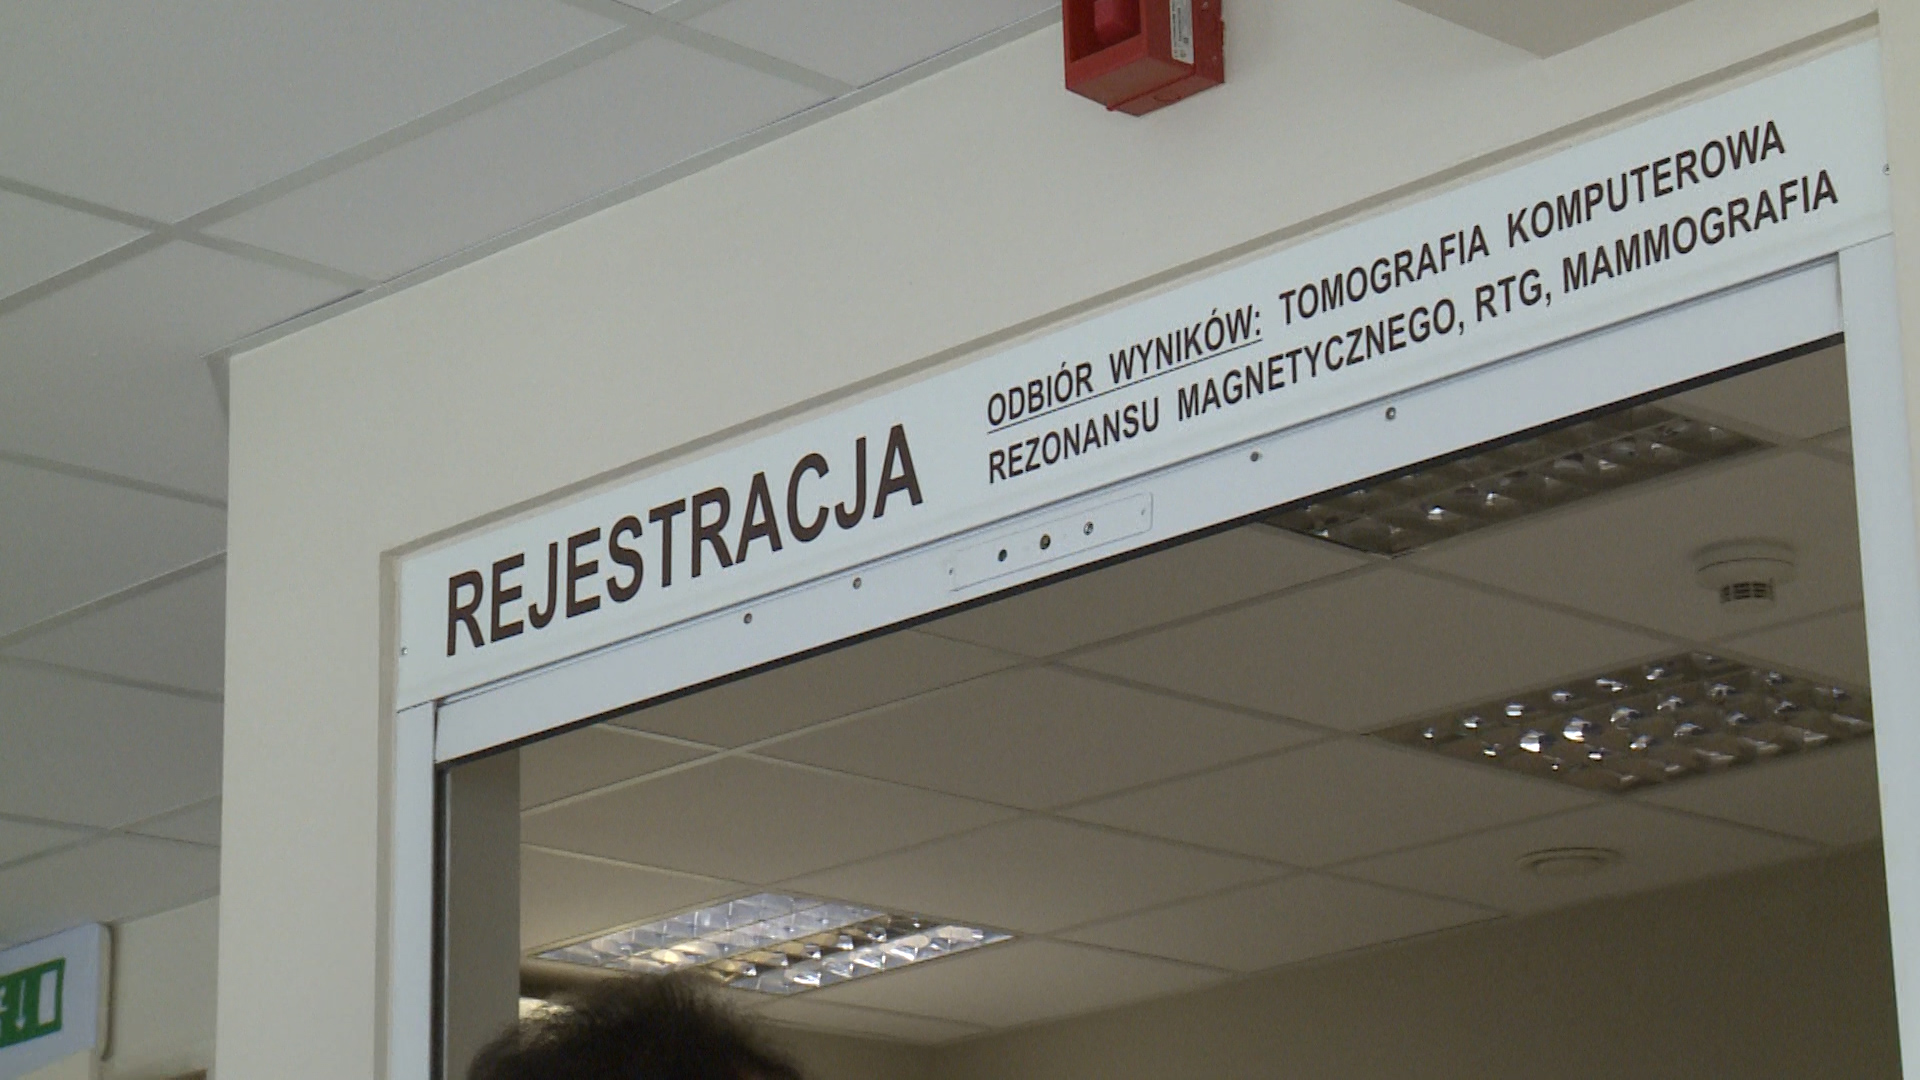 REJESTRACJA
ODBIÓR WYNIKÓW: TOMOGRAFIA KOMPUTEROWA
REZONANSU MAGNETYCZNEGO, RTG, MAMMOGRAFIA